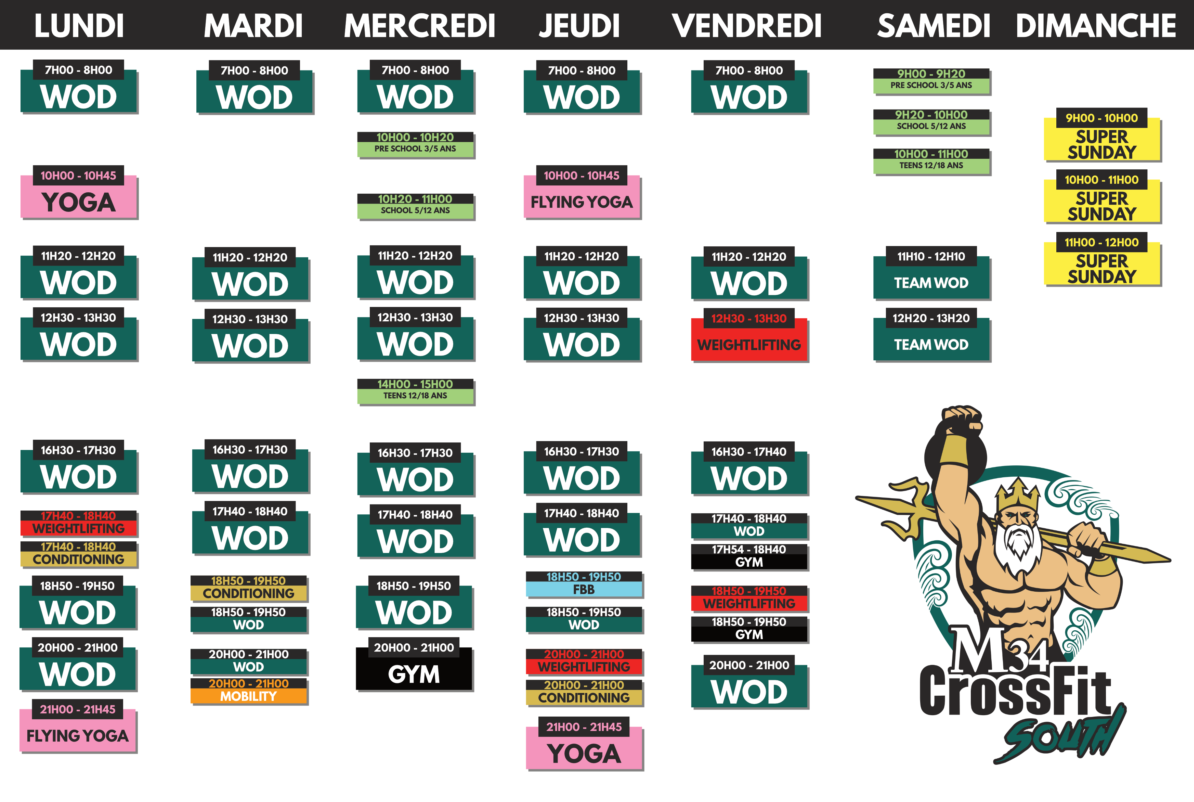 LUNDI
7H00 - 8H00
WOD
10H00 - 10H45
YOGA
11H20 - 12H20
WOD
12H30 - 13H30
WOD
16H30 - 17H30
WOD
17H40 - 18H40
WEIGHTLIFTING
17H40 - 18H40
CONDITIONING
18H50 - 19H50
WOD
20H00 - 21H00
WOD
21H00 - 21H45
FLYING YOGA
MARDI
7H00 - 8H00
WOD
11H20 - 12H20
WOD
12H30 - 13H30
WOD
16H30 - 17H30
WOD
17H40 - 18H40
WOD
18H50 - 19H50
CONDITIONING
18H50 - 19H50
WOD
20H00 - 21H00
WOD
20H00 - 21H00
MOBILITY
MERCREDI
7H00 - 8H00
WOD
10H00 - 10H20
PRE SCHOOL 3/5 ANS
10H20 - 11H00
SCHOOL 5/12 ANS
11H20 - 12H20
WOD
12H30 - 13H30
WOD
14H00 - 15H00
TEENS 12/18 ANS
16H30 - 17H30
WOD
17H40 - 18H40
WOD
18H50 - 19H50
WOD
20H00 - 21H00
GYM
JEUDI
7H00 - 8H00
WOD
10H00 - 10H45
FLYING YOGA
11H20 - 12H20
WOD
12H30 - 13H30
WOD
16H30 - 17H30
WOD
17H40 - 18H40
WOD
18H50 - 19H50
FBB
18H50 - 19H50
WOD
20H00 - 21H00
WEIGHTLIFTING
20H00 - 21H00
CONDITIONING
21H00 - 21H45
YOGA
VENDREDI
7H00 - 8H00
WOD
11H20 - 12H20
WOD
12H30 - 13H30
WEIGHTLIFTING
16H30 - 17H40
WOD
17H40 - 18H40
WOD
17H54 - 18H40
GYM
18H50 - 19H50
WEIGHTLIFTING
18H50 - 19H50
GYM
20H00 - 21H00
WOD
SAMEDI
9H00 - 9H20
PRE SCHOOL 3/5 ANS
9H20 - 10H00
SCHOOL 5/12 ANS
10H00 - 11H00
TEENS 12/18 ANS
11H10 - 12H10
TEAM WOD
12H20 - 13H20
TEAM WOD
DIMANCHE
9H00 - 10H00
SUPER
SUNDAY
10H00 - 11H00
SUPER
SUNDAY
11H00 - 12H00
SUPER
SUNDAY
M34
CROSSFIT
SOUTH